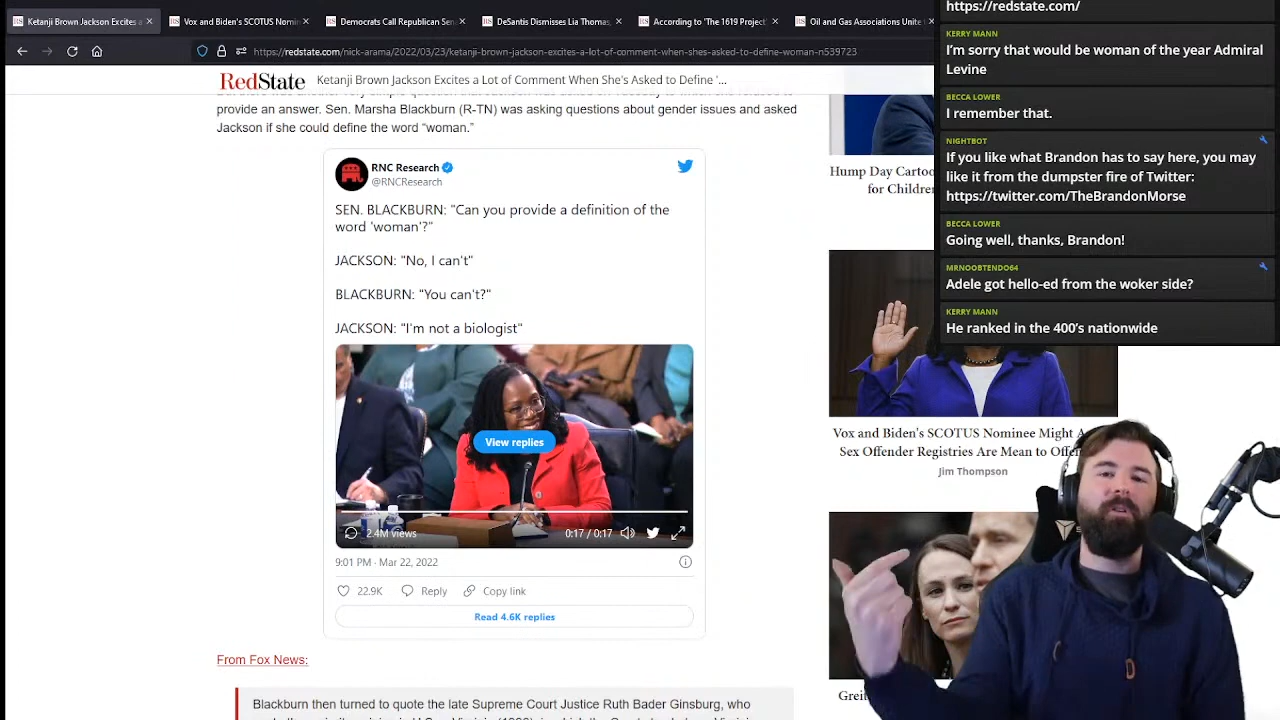 Ketanji Brown Jackson Excites a
Vox and Biden's SCOTUS Nomin
Democrats Call Republican Sen
DeSantis Dismisses Lia Thomas,
According to 'The 1619 Project'
Oil and Gas Associations Unite
https://redstate.com/nick-arama/2022/03/23/ketanji-brown-jackson-excites-a-lot-of-comment-when-shes-asked-to-define-woman-n539723
RedState
Ketanji Brown Jackson Excites a Lot of Comment When She's Asked to Define '...
provide an answer. Sen. Marsha Blackburn (R-TN) was asking questions about gender issues and asked
Jackson if she could define the word “woman.”
RNC Research
@RNCResearch
SEN. BLACKBURN: "Can you provide a definition of the
word 'woman'?"
JACKSON: "No, I can't"
BLACKBURN: "You can't?"
JACKSON: "I'm not a biologist"
View replies
2.4M views
0:17 / 0:17
9:01 PM · Mar 22, 2022
22.9K
Reply
Copy link
Read 4.6K replies
From Fox News:
Blackburn then turned to quote the late Supreme Court Justice Ruth Bader Ginsburg, who
Hump Day Cartoo
for Children
Vox and Biden's SCOTUS Nominee Might A
Sex Offender Registries Are Mean to Offen
Jim Thompson
Greit
https://redstate.com/
KERRY MANN
I’m sorry that would be woman of the year Admiral
Levine
BECCA LOWER
I remember that.
NIGHTBOT
If you like what Brandon has to say here, you may
like it from the dumpster fire of Twitter:
https://twitter.com/TheBrandonMorse
BECCA LOWER
Going well, thanks, Brandon!
MRNOOBTENDO64
Adele got hello-ed from the woker side?
KERRY MANN
He ranked in the 400’s nationwide